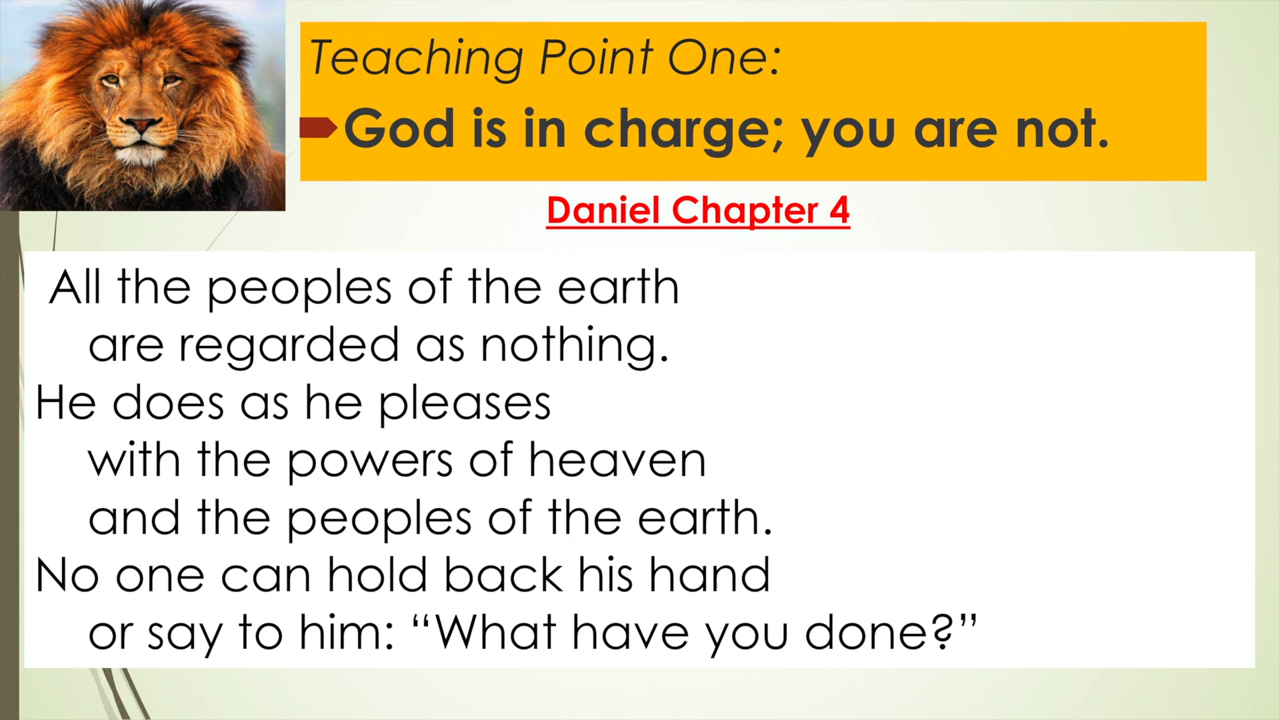 Teaching Point One:
God is in charge; you are not.
Daniel Chapter 4
All the peoples of the earth
are regarded as nothing.
He does as he pleases
with the powers of heaven
and the peoples of the earth.
No one can hold back his hand
or say to him: “What have you done?”